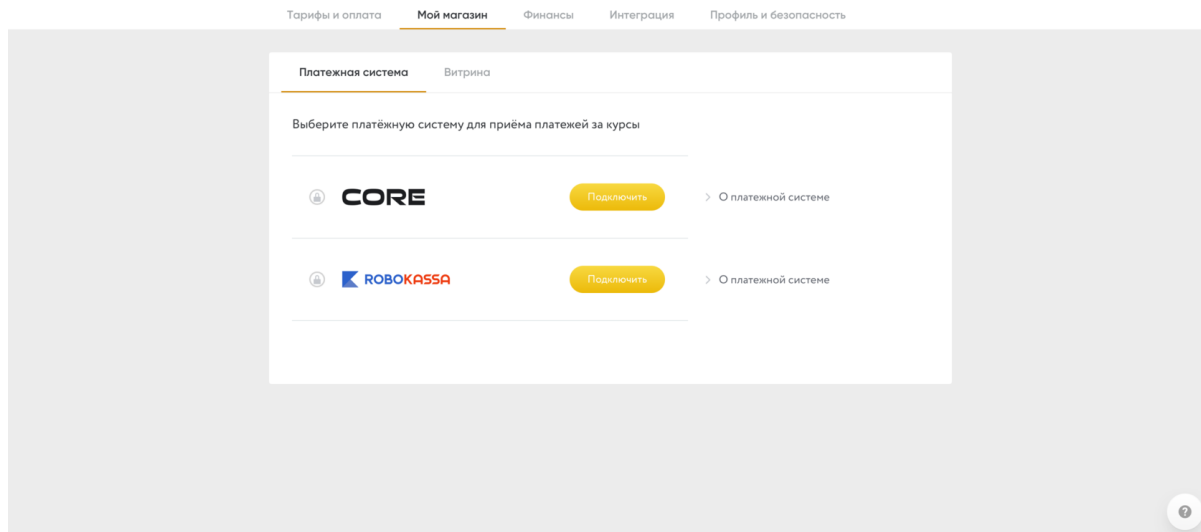 Тарифы и оплата Мой магазин Финансы Интеграция Профиль и безопасность
Платежная система Витрина
Выберите платёжную систему для приёма платежей за курсы
CORE Подключить О платежной системе
ROBOKASSA Подключить О платежной системе
?